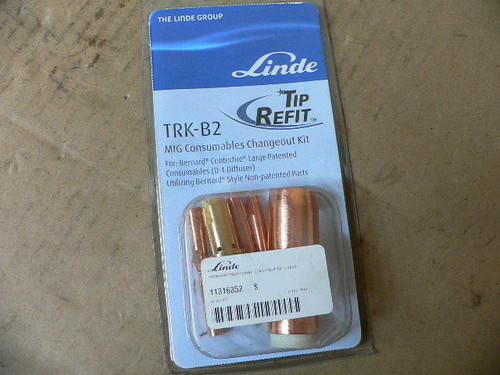 THE LINDE GROUP
Linde
TIP
REFIT™
TRK-B2
MIG Consumables Changeout Kit
For: Bernard® Centerfire® Large Patented
Consumables (D-1 Diffuser)
Utilizing Bernard® Style Non-patented Parts
Linde
11316352 S